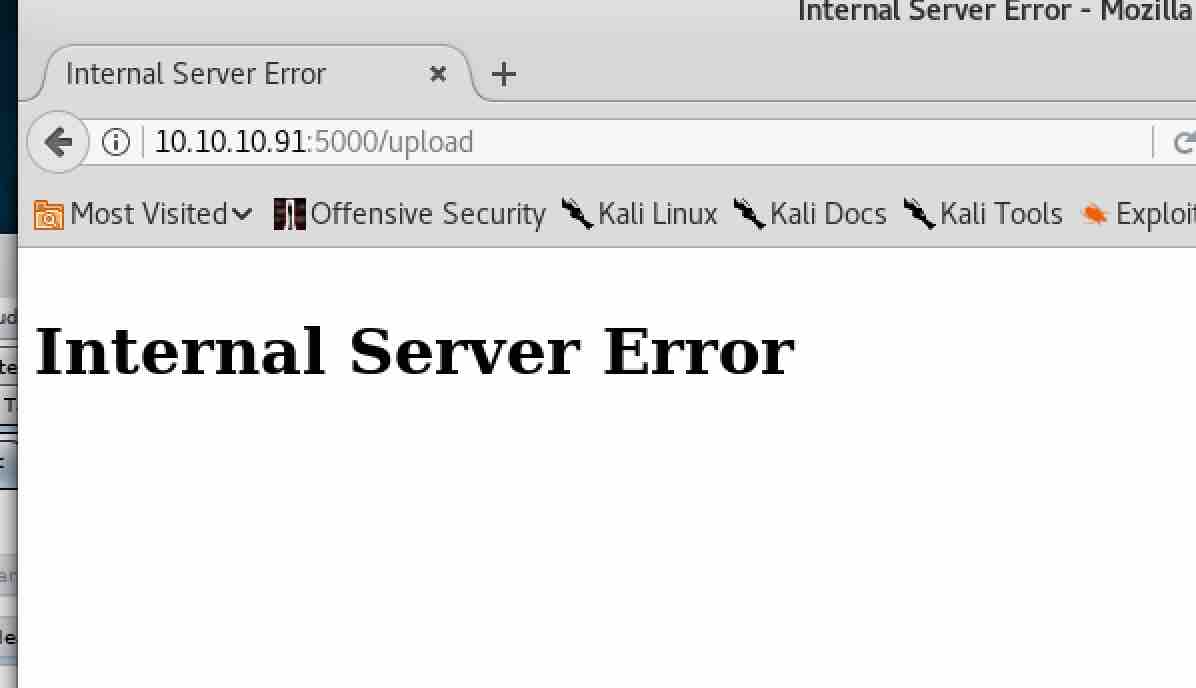 Internal Server Error - Mozilla
Internal Server Error
10.10.10.91:5000/upload
Most Visited Offensive Security Kali Linux Kali Docs Kali Tools Exploit
Internal Server Error